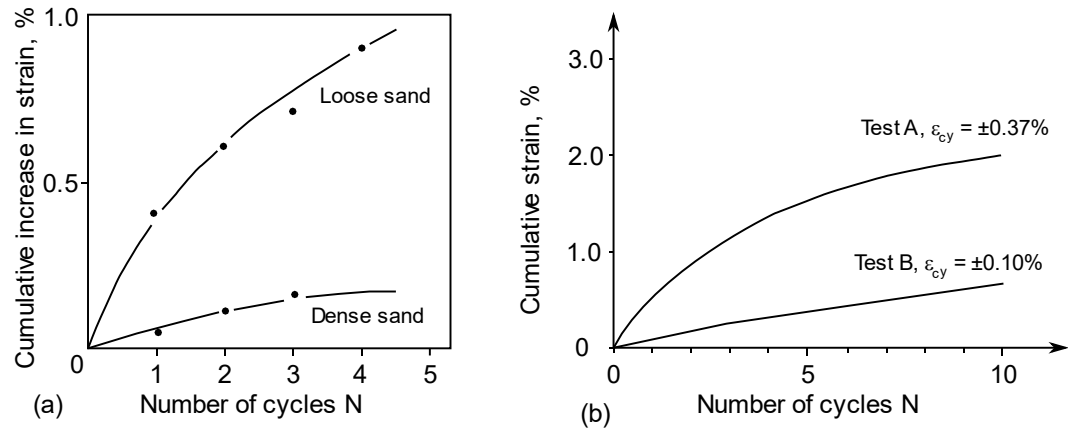 Cumulative increase in strain, %
1.0
0.5
0
Loose sand
Dense sand
1 2 3 4 5
Number of cycles N
(a)
Cumulative strain, %
3.0
2.0
1.0
0
Test A, εcy = ±0.37%
Test B, εcy = ±0.10%
0 5 10
Number of cycles N
(b)